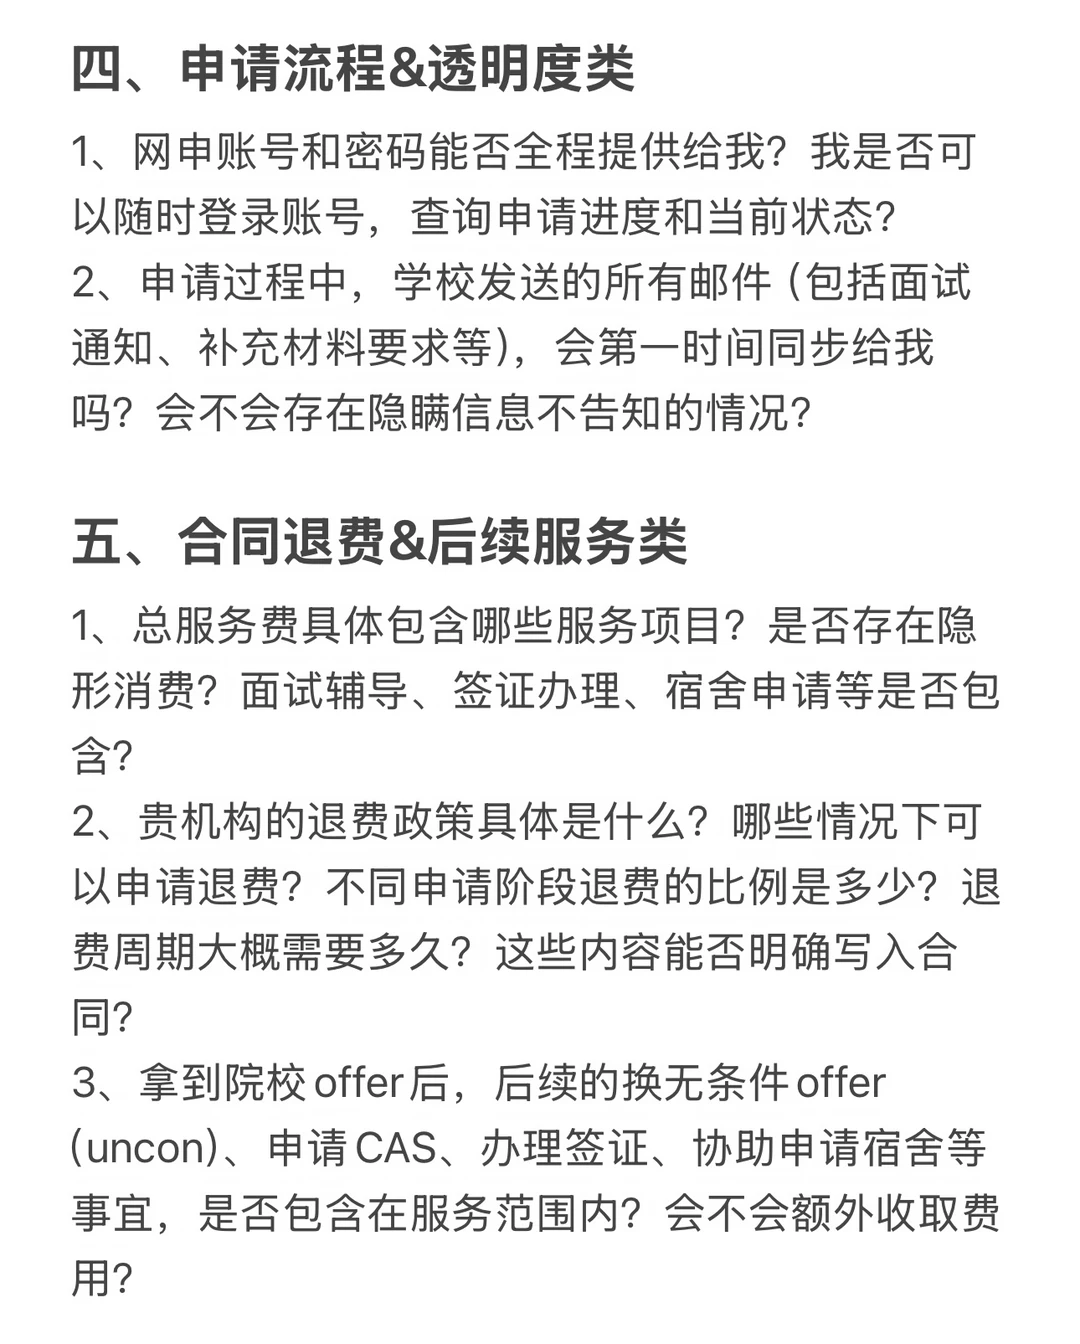 四、申请流程&透明度类
1、网申账号和密码能否全程提供给我？我是否可
以随时登录账号，查询申请进度和当前状态？
2、申请过程中，学校发送的所有邮件（包括面试
通知、补充材料要求等），会第一时间同步给我
吗？会不会存在隐瞒信息不告知的情况？
五、合同退费&后续服务类
1、总服务费具体包含哪些服务项目？是否存在隐
形消费？面试辅导、签证办理、宿舍申请等是否包
含？
2、贵机构的退费政策具体是什么？哪些情况下可
以申请退费？不同申请阶段退费的比例是多少？退
费周期大概需要多久？这些内容能否明确写入合
同？
3、拿到院校offer后，后续的换无条件offer
(uncon)、申请CAS、办理签证、协助申请宿舍等
事宜，是否包含在服务范围内？会不会额外收取费
用？